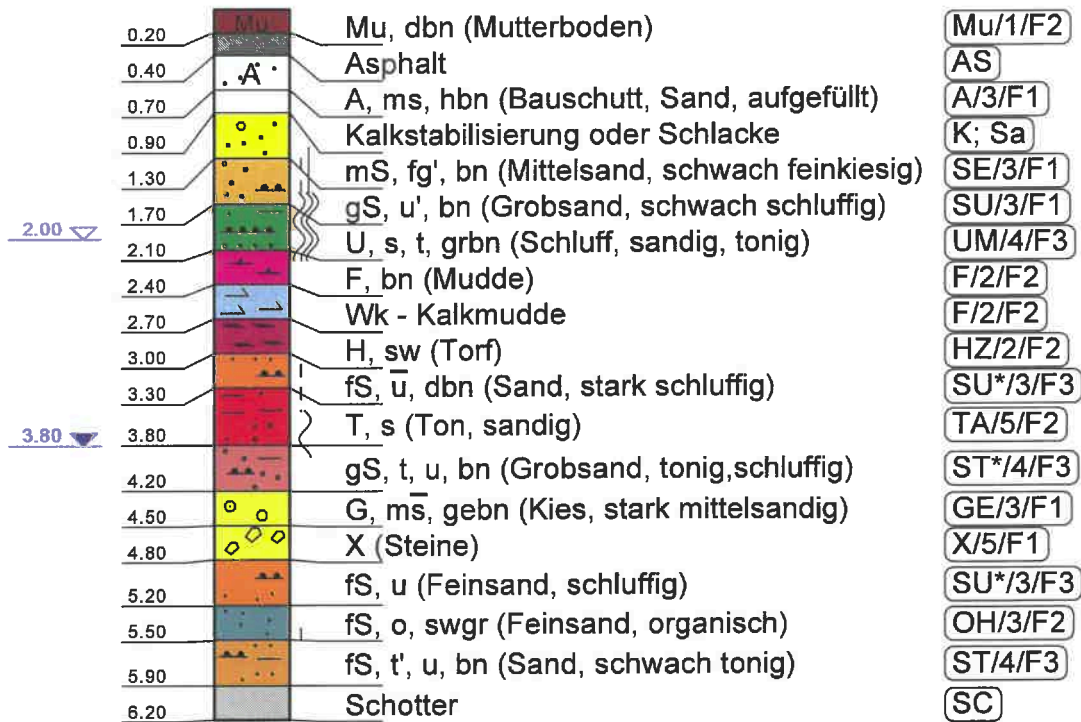 Mu
0.20 Mu, dbn (Mutterboden) Mu/1/F2
0.40 Asphalt AS
A
0.70 A, ms, hbn (Bauschutt, Sand, aufgefüllt) A/3/F1
0.90 Kalkstabilisierung oder Schlacke K; Sa
1.30 mS, fg', bn (Mittelsand, schwach feinkiesig) SE/3/F1
1.70 gS, u', bn (Grobsand, schwach schluffig) SU/3/F1
2.00
2.10 U, s, t, grbn (Schluff, sandig, tonig) UM/4/F3
2.40 F, bn (Mudde) F/2/F2
2.70 Wk - Kalkmudde F/2/F2
3.00 H, sw (Torf) HZ/2/F2
3.30 fS, u̅, dbn (Sand, stark schluffig) SU*/3/F3
3.80 3.80 T, s (Ton, sandig) TA/5/F2
4.20 gS, t, u, bn (Grobsand, tonig,schluffig) ST*/4/F3
4.50 G, ms̅, gebn (Kies, stark mittelsandig) GE/3/F1
4.80 X (Steine) X/5/F1
5.20 fS, u (Feinsand, schluffig) SU*/3/F3
5.50 fS, o, swgr (Feinsand, organisch) OH/3/F2
5.90 fS, t', u, bn (Sand, schwach tonig) ST/4/F3
6.20 Schotter SC